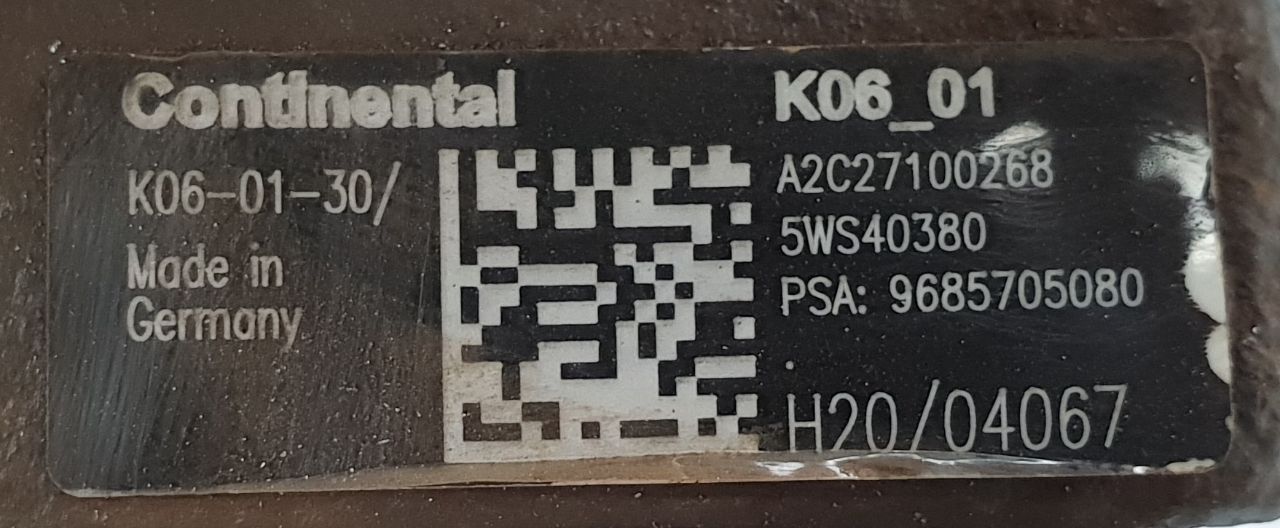 Continental
K06-01-30/
Made in
Germany
K06_01
A2C27100268
5WS40380
PSA: 9685705080
H20/04067